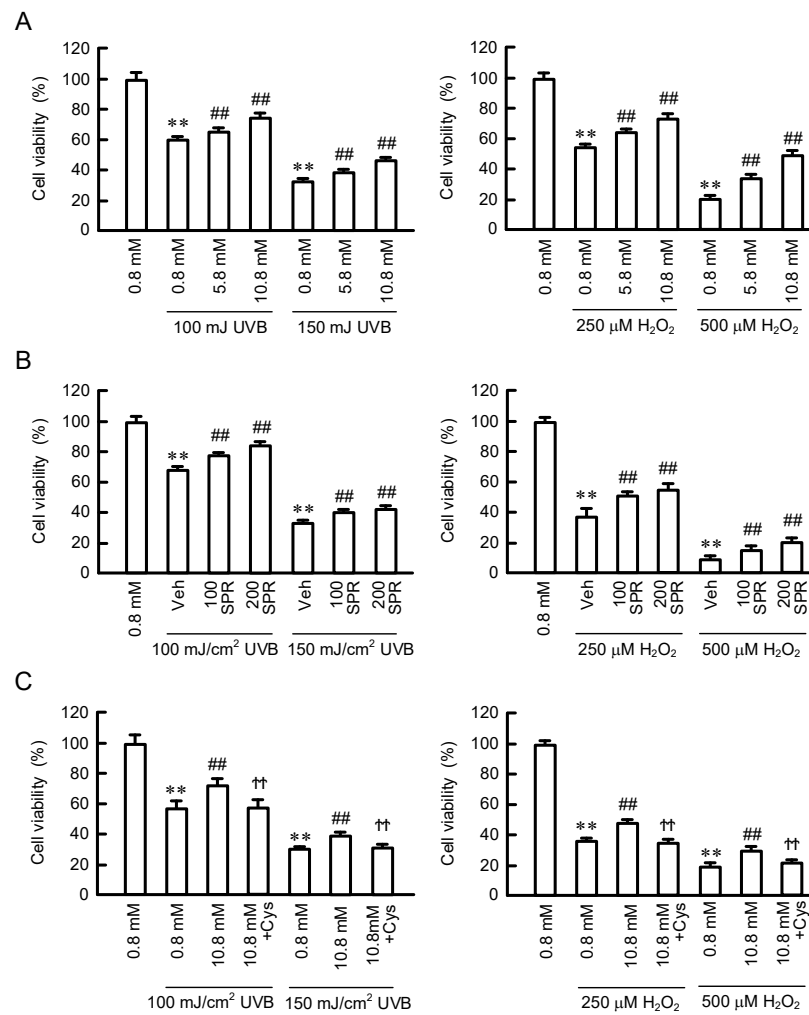 A
Cell viability (%)
120
100
80
60
40
20
0
**
##
##
**
##
##
0.8 mM
0.8 mM
5.8 mM
10.8 mM
0.8 mM
5.8 mM
10.8 mM
100 mJ UVB
150 mJ UVB
Cell viability (%)
120
100
80
60
40
20
0
**
##
##
**
##
##
0.8 mM
0.8 mM
5.8 mM
10.8 mM
0.8 mM
5.8 mM
10.8 mM
250 μM H₂O₂
500 μM H₂O₂
B
Cell viability (%)
120
100
80
60
40
20
0
**
##
##
**
##
##
0.8 mM
Veh
100
SPR
200
SPR
Veh
100
SPR
200
SPR
100 mJ/cm² UVB
150 mJ/cm² UVB
Cell viability (%)
120
100
80
60
40
20
0
**
##
##
**
##
##
0.8 mM
Veh
100
SPR
200
SPR
Veh
100
SPR
200
SPR
250 μM H₂O₂
500 μM H₂O₂
C
Cell viability (%)
120
100
80
60
40
20
0
**
##
††
**
##
††
0.8 mM
0.8 mM
10.8 mM
10.8 mM
+Cys
0.8 mM
10.8 mM
10.8mM
+Cys
100 mJ/cm² UVB
150 mJ/cm² UVB
Cell viability (%)
120
100
80
60
40
20
0
**
##
††
**
##
††
0.8 mM
0.8 mM
10.8 mM
10.8 mM
+Cys
0.8 mM
10.8 mM
10.8 mM
+Cys
250 μM H₂O₂
500 μM H₂O₂